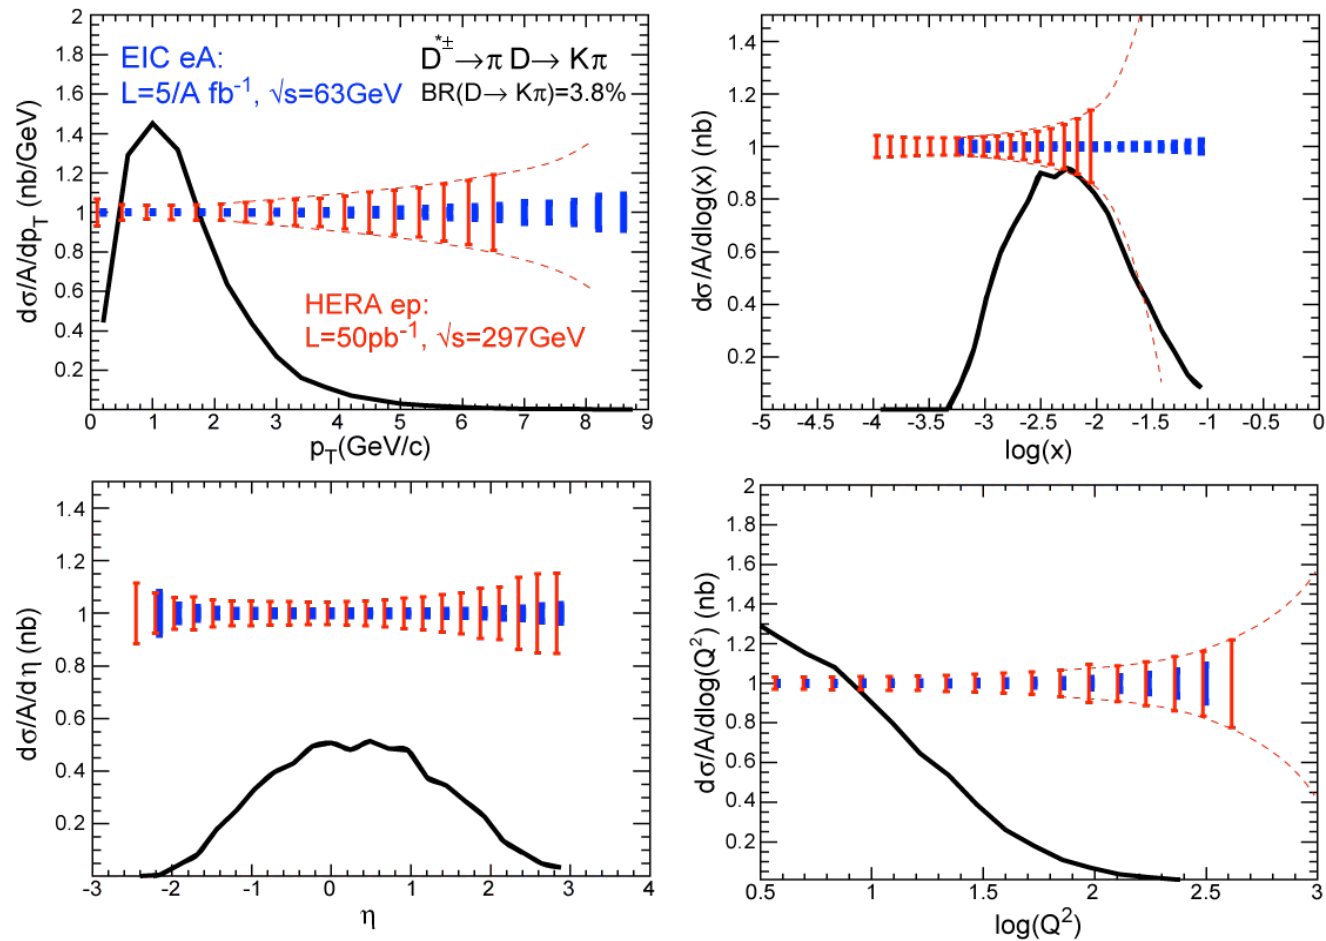 2
1.8
1.6
1.4
1.2
1
0.8
0.6
0.4
0.2
dσ/A/dp_T (nb/GeV)
EIC eA:
L=5/A fb⁻¹, √s=63GeV
D*±→π D→ Kπ
BR(D→ Kπ)=3.8%
HERA ep:
L=50pb⁻¹, √s=297GeV
0 1 2 3 4 5 6 7 8 9
p_T(GeV/c)
1.4
1.2
1
0.8
0.6
0.4
0.2
dσ/A/dlog(x) (nb)
-5 -4.5 -4 -3.5 -3 -2.5 -2 -1.5 -1 -0.5 0
log(x)
1.4
1.2
1
0.8
0.6
0.4
0.2
dσ/A/dη (nb)
-3 -2 -1 0 1 2 3 4
η
2
1.8
1.6
1.4
1.2
1
0.8
0.6
0.4
0.2
dσ/A/dlog(Q²) (nb)
0.5 1 1.5 2 2.5 3
log(Q²)